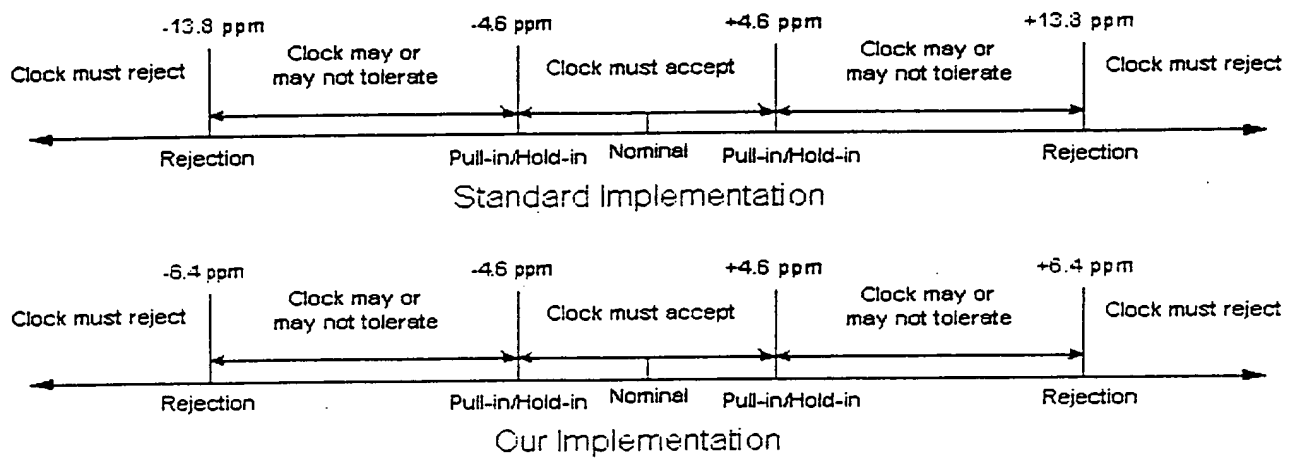 -13.8 ppm
-4.6 ppm
+4.6 ppm
+13.8 ppm
Clock must reject
Clock may or
may not tolerate
Clock must accept
Clock may or
may not tolerate
Clock must reject
Rejection
Pull-in/Hold-in
Nominal
Pull-in/Hold-in
Rejection
Standard Implementation
-6.4 ppm
-4.6 ppm
+4.6 ppm
+6.4 ppm
Clock must reject
Clock may or
may not tolerate
Clock must accept
Clock may or
may not tolerate
Clock must reject
Rejection
Pull-in/Hold-in
Nominal
Pull-in/Hold-in
Rejection
Our Implementation